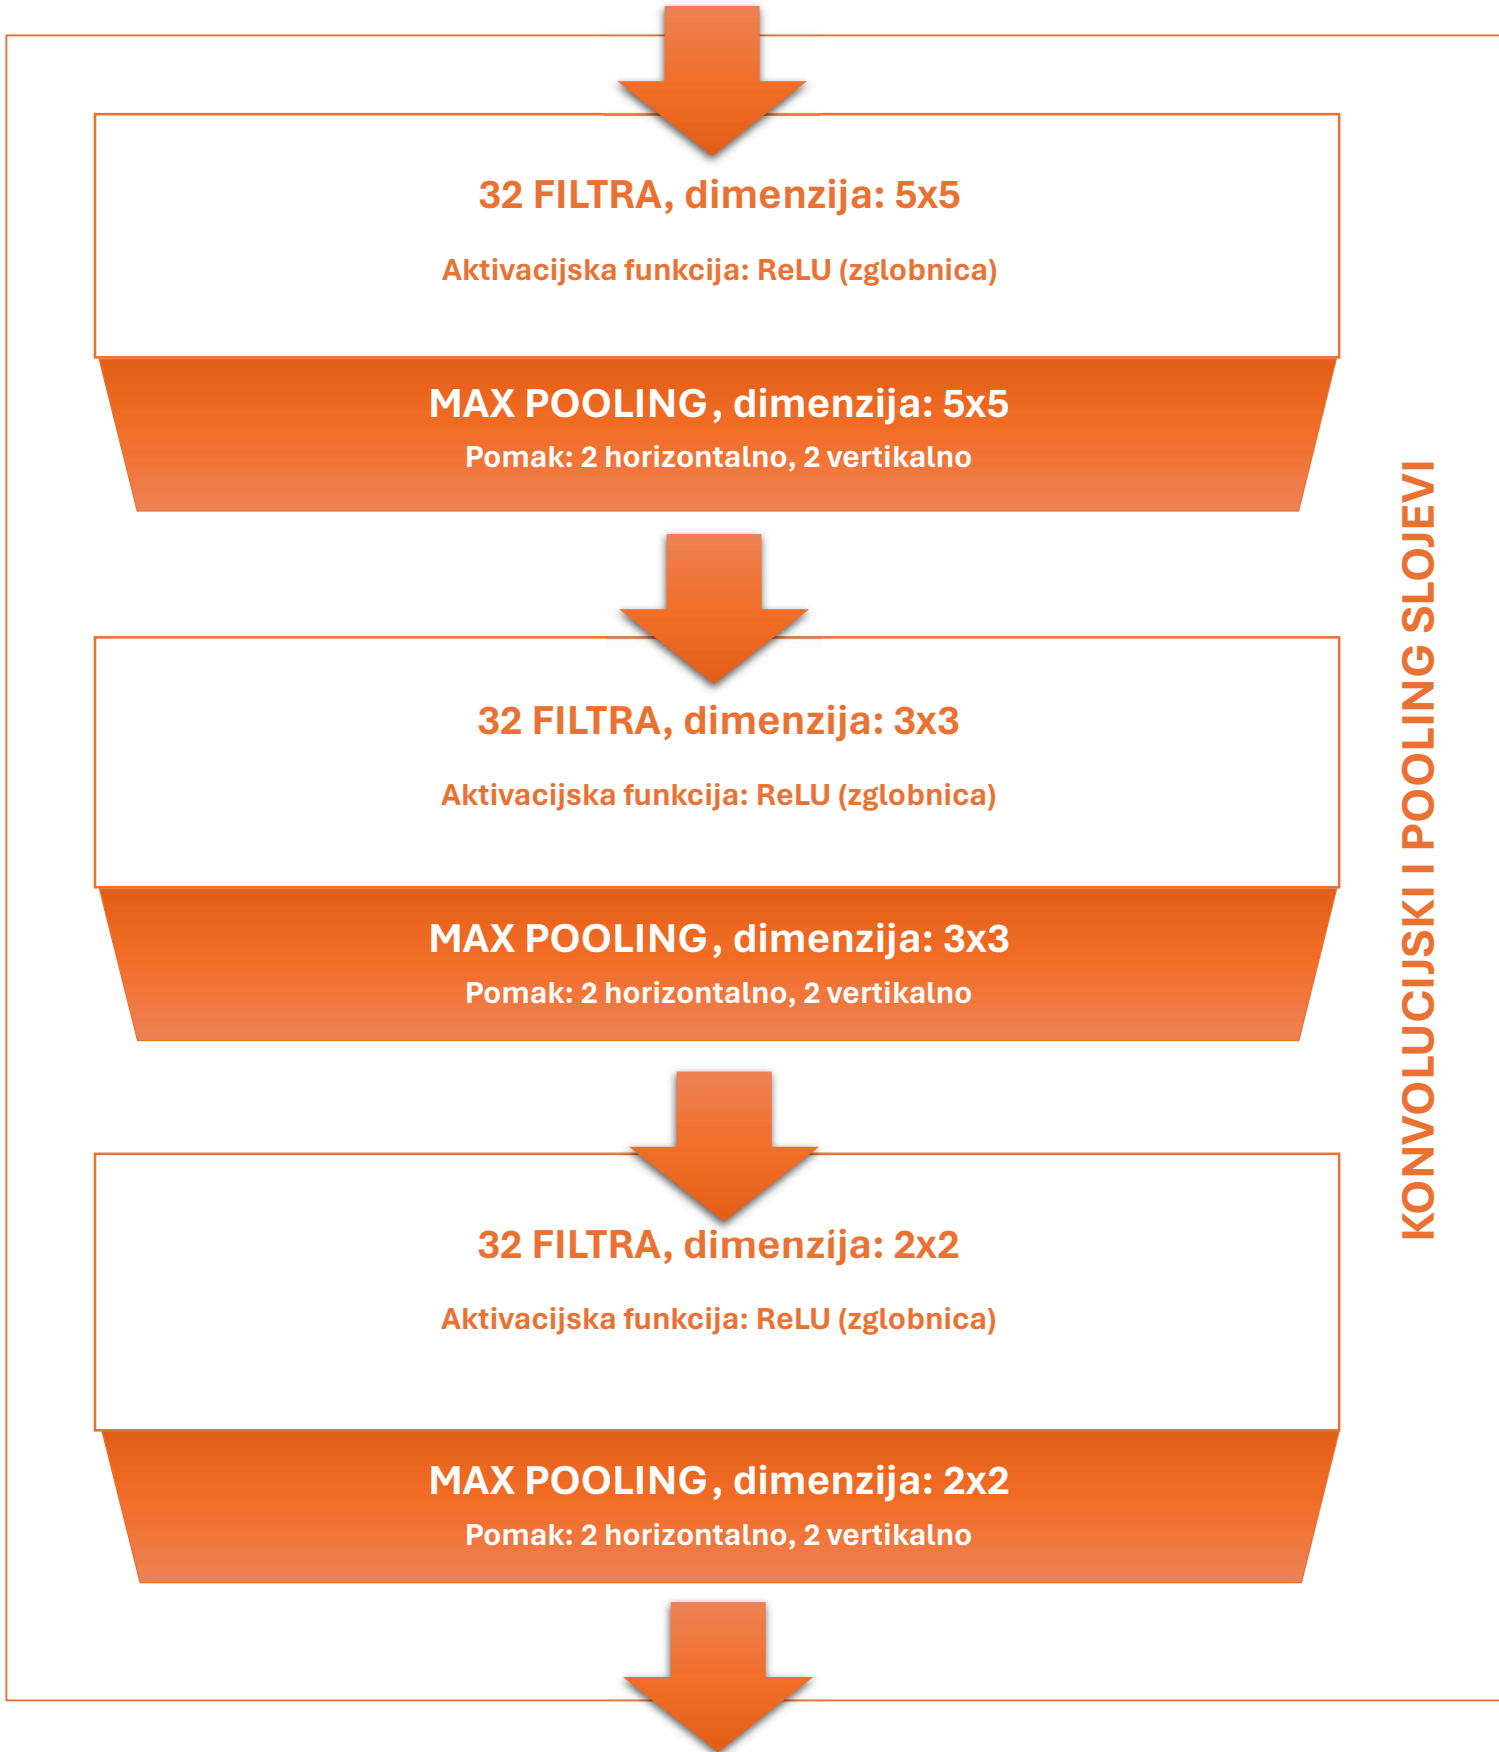 32 FILTRA, dimenzija: 5x5
Aktivacijska funkcija: ReLU (zglobnica)
MAX POOLING, dimenzija: 5x5
Pomak: 2 horizontalno, 2 vertikalno
32 FILTRA, dimenzija: 3x3
Aktivacijska funkcija: ReLU (zglobnica)
MAX POOLING, dimenzija: 3x3
Pomak: 2 horizontalno, 2 vertikalno
32 FILTRA, dimenzija: 2x2
Aktivacijska funkcija: ReLU (zglobnica)
MAX POOLING, dimenzija: 2x2
Pomak: 2 horizontalno, 2 vertikalno
KONVOLUCIJSKI I POOLING SLOJEVI